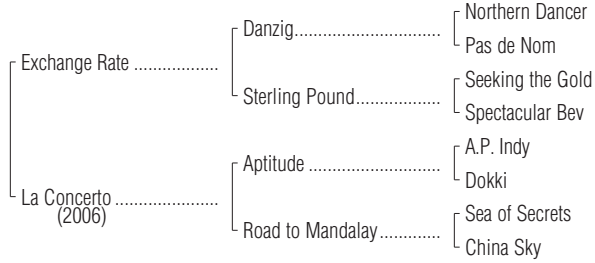 Northern Dancer
Danzig..................................
Pas de Nom
Exchange Rate ...................
Seeking the Gold
Sterling Pound...................
Spectacular Bev
A.P. Indy
Aptitude ..............................
Dokki
La Concerto .......................
(2006)
Sea of Secrets
Road to Mandalay..............
China Sky